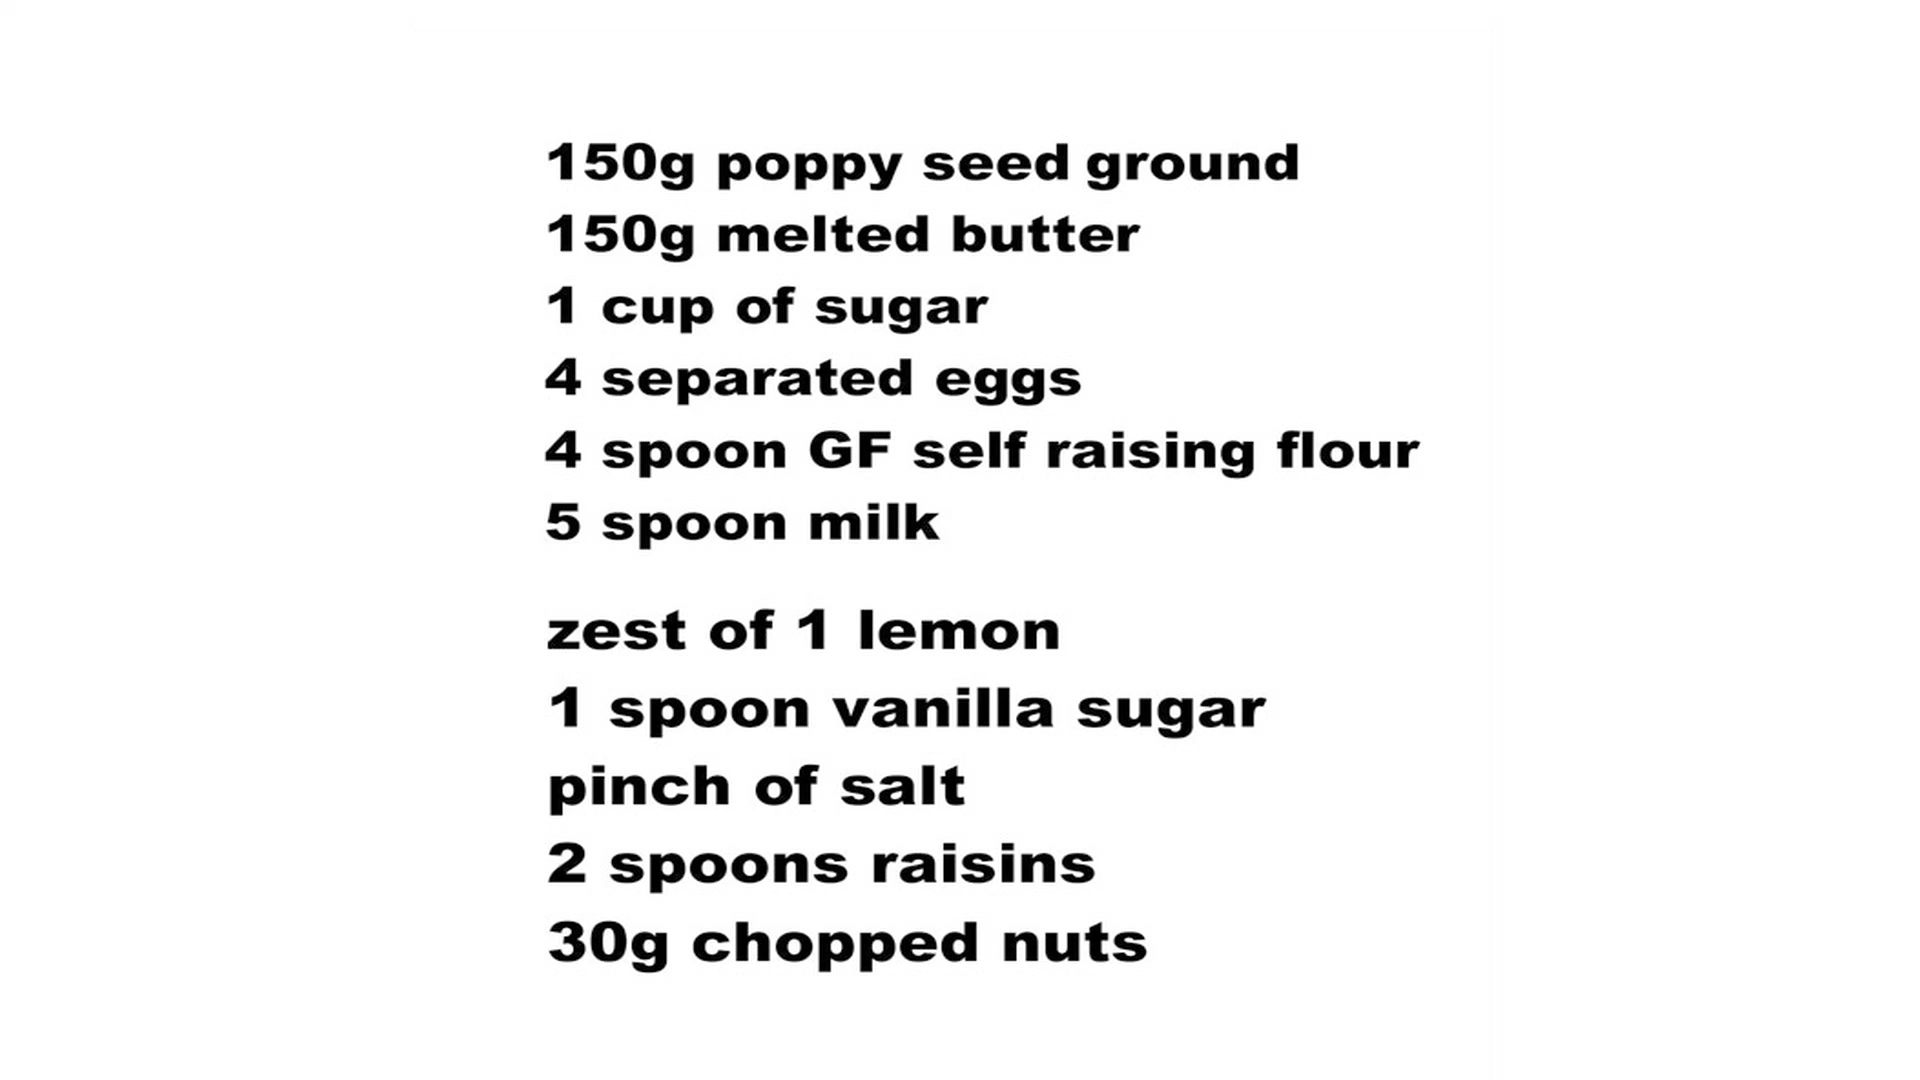 150g poppy seed ground
150g melted butter
1 cup of sugar
4 separated eggs
4 spoon GF self raising flour
5 spoon milk
zest of 1 lemon
1 spoon vanilla sugar
pinch of salt
2 spoons raisins
30g chopped nuts